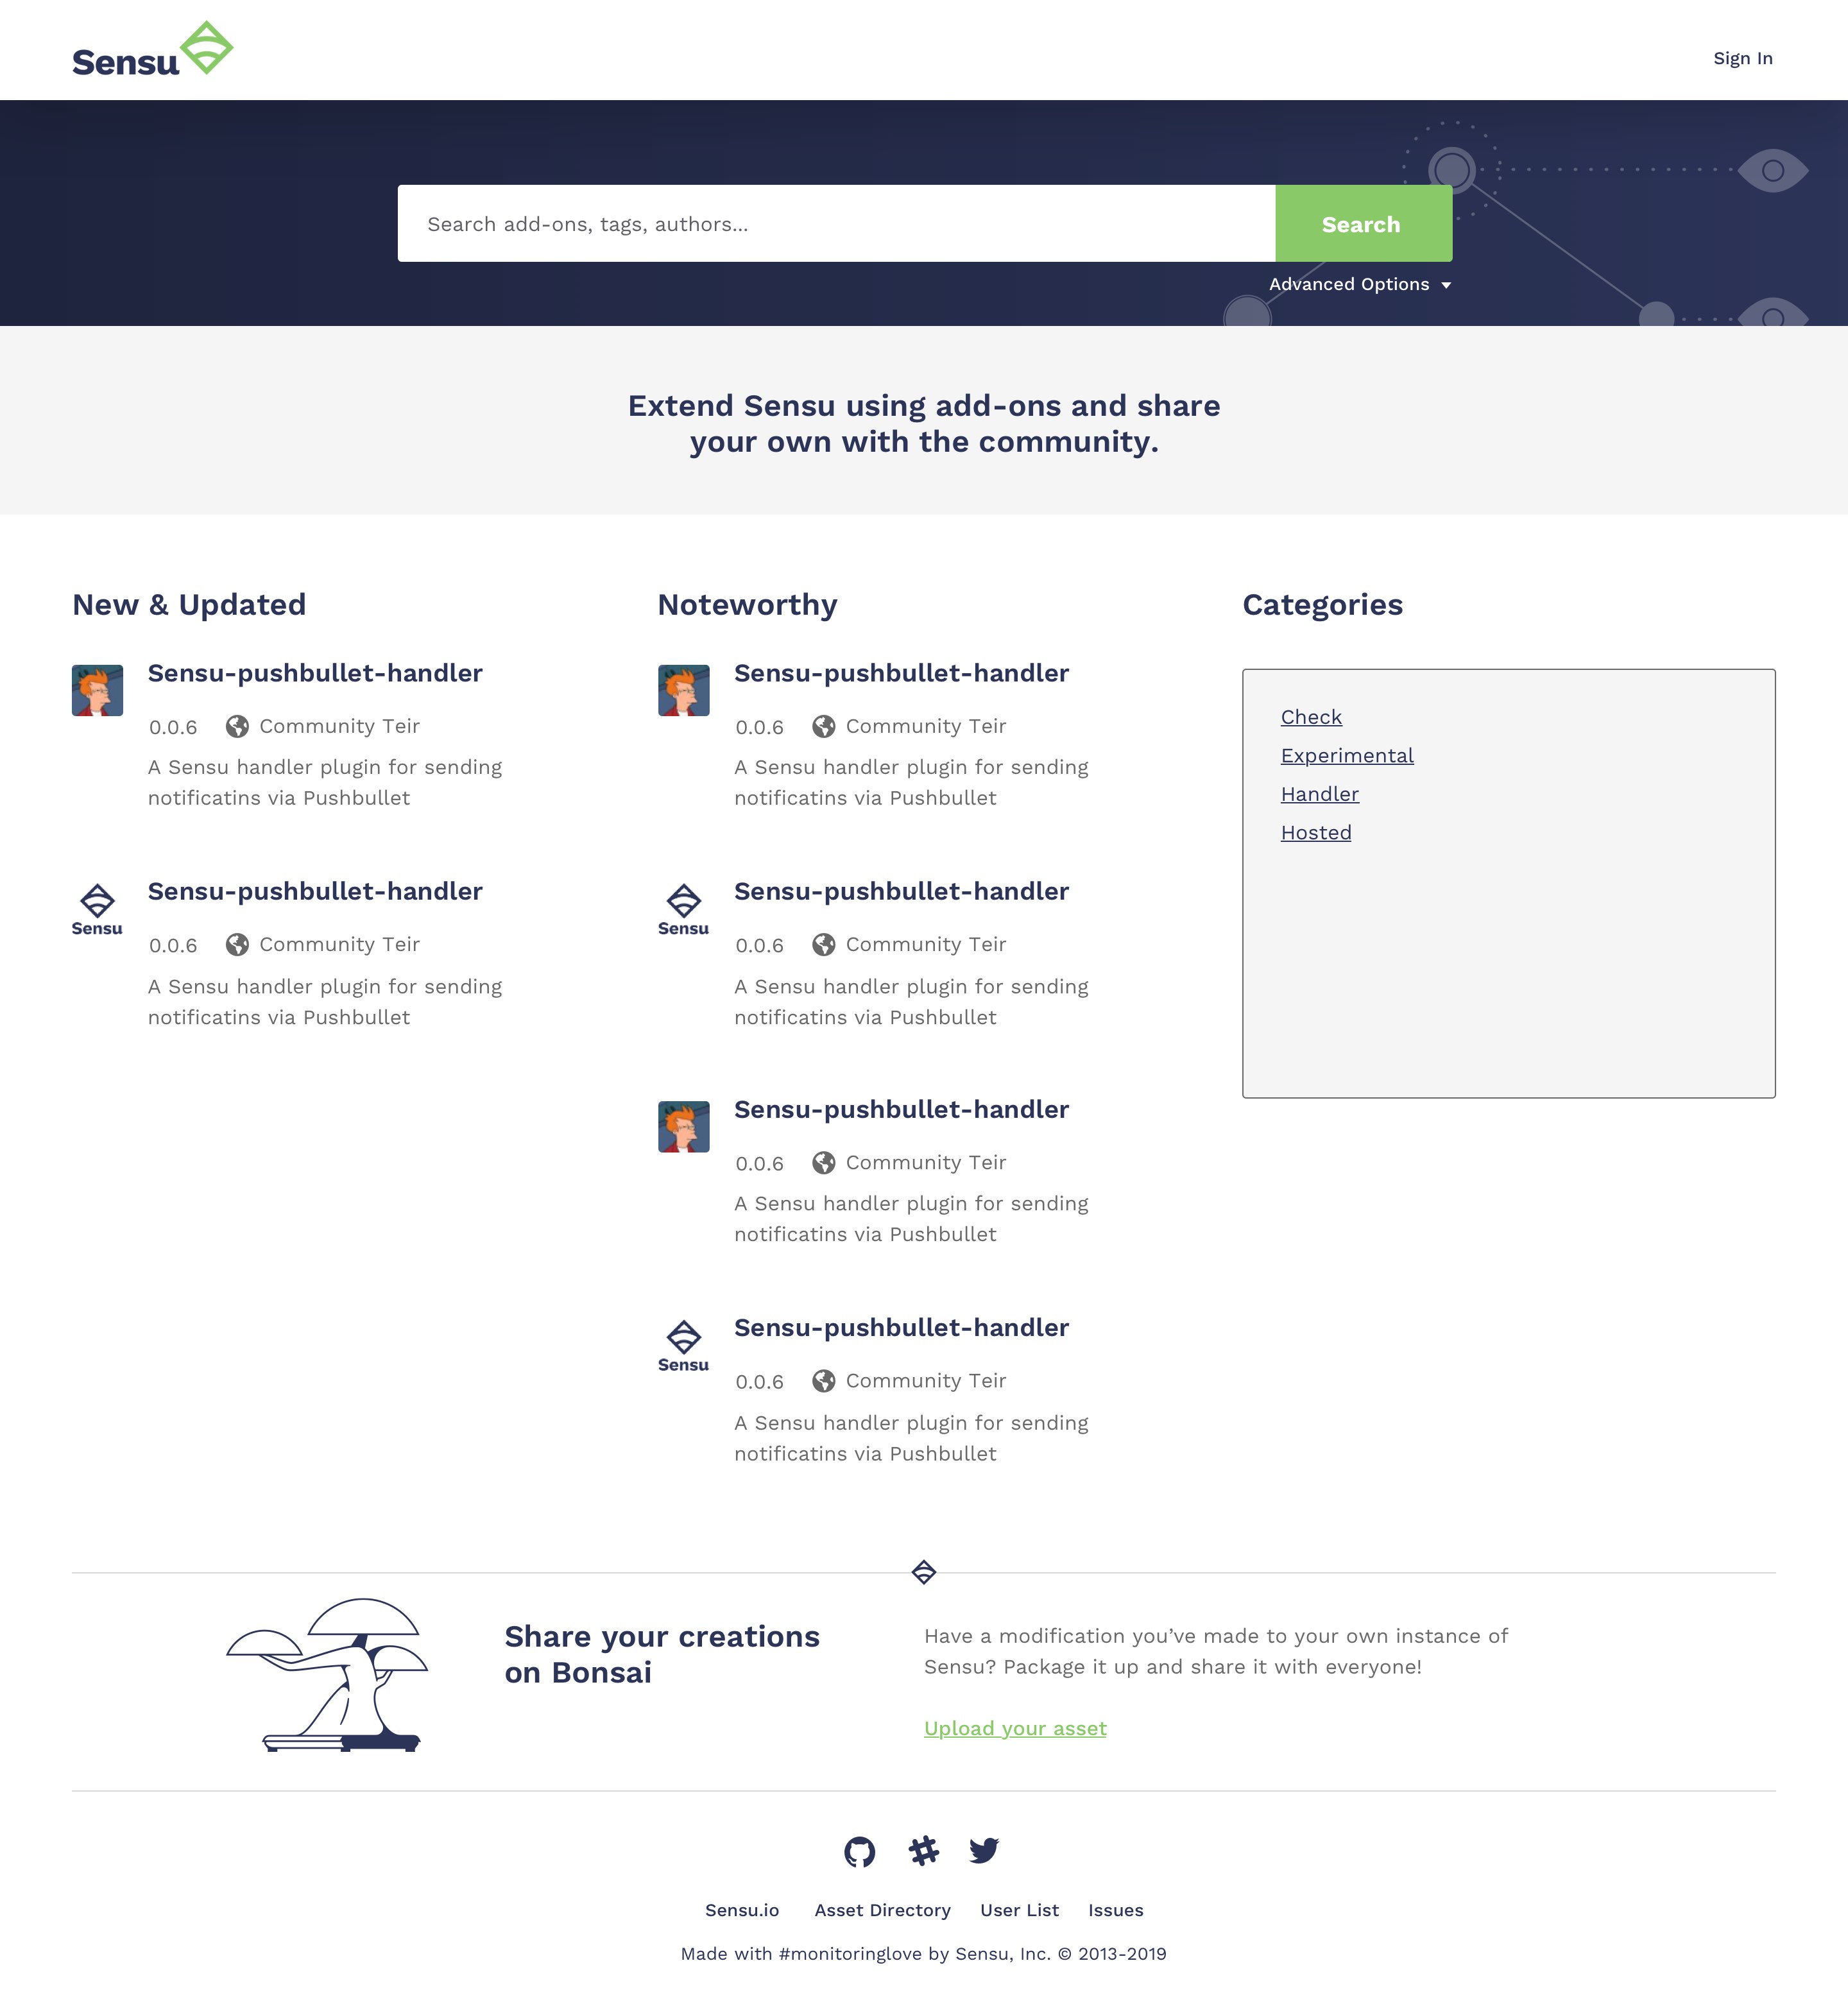 Sensu
Sign In
Search add-ons, tags, authors...
Search
Advanced Options
Extend Sensu using add-ons and share
your own with the community.
New & Updated
Sensu-pushbullet-handler
0.0.6 Community Teir
A Sensu handler plugin for sending
notificatins via Pushbullet
Sensu
Sensu-pushbullet-handler
0.0.6 Community Teir
A Sensu handler plugin for sending
notificatins via Pushbullet
Noteworthy
Sensu-pushbullet-handler
0.0.6 Community Teir
A Sensu handler plugin for sending
notificatins via Pushbullet
Sensu
Sensu-pushbullet-handler
0.0.6 Community Teir
A Sensu handler plugin for sending
notificatins via Pushbullet
Sensu-pushbullet-handler
0.0.6 Community Teir
A Sensu handler plugin for sending
notificatins via Pushbullet
Sensu
Sensu-pushbullet-handler
0.0.6 Community Teir
A Sensu handler plugin for sending
notificatins via Pushbullet
Categories
Check
Experimental
Handler
Hosted
Share your creations
on Bonsai
Have a modification you’ve made to your own instance of
Sensu? Package it up and share it with everyone!
Upload your asset
Sensu.io Asset Directory User List Issues
Made with #monitoringlove by Sensu, Inc. © 2013-2019